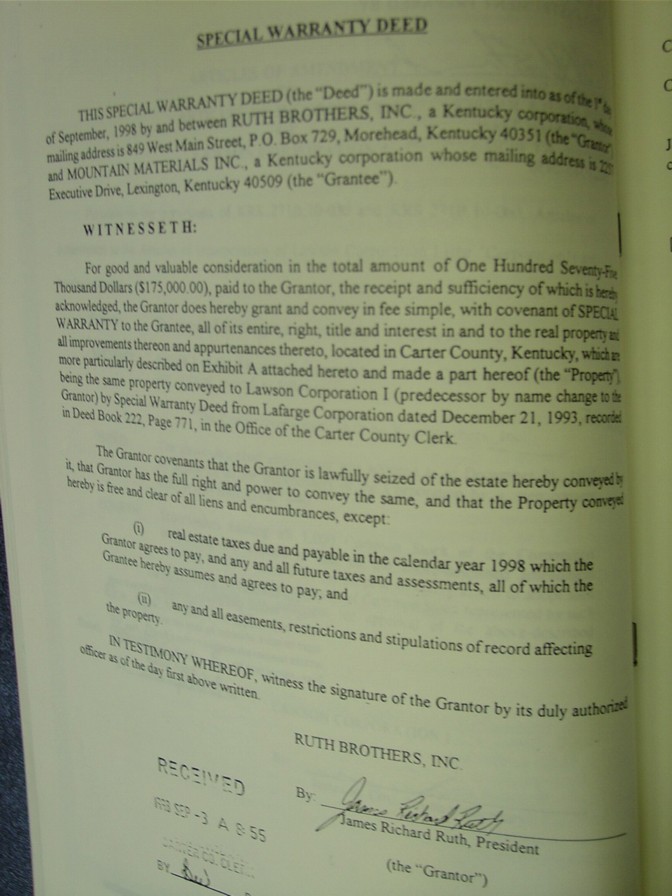 SPECIAL WARRANTY DEED
THIS SPECIAL WARRANTY DEED (the "Deed") is made and entered into as of the 1st
of September, 1998 by and between RUTH BROTHERS, INC., a Kentucky corporation, whose
mailing address is 849 West Main Street, P.O. Box 729, Morehead, Kentucky 40351 (the "Grantor")
and MOUNTAIN MATERIALS INC., a Kentucky corporation whose mailing address is
Executive Drive, Lexington, Kentucky 40509 (the "Grantee").
WITNESSETH:
For good and valuable consideration in the total amount of One Hundred Seventy-Five
Thousand Dollars ($175,000.00), paid to the Grantor, the receipt and sufficiency of which is hereby
acknowledged, the Grantor does hereby grant and convey in fee simple, with covenant of SPECIAL
WARRANTY to the Grantee, all of its entire, right, title and interest in and to the real property and
all improvements thereon and appurtenances thereto, located in Carter County, Kentucky, which are
more particularly described on Exhibit A attached hereto and made a part hereof (the "Property"),
being the same property conveyed to Lawson Corporation I (predecessor by name change to the
Grantor) by Special Warranty Deed from Lafarge Corporation dated December 21, 1993, recorded
in Deed Book 222, Page 771, in the Office of the Carter County Clerk.
The Grantor covenants that the Grantor is lawfully seized of the estate hereby conveyed by
it, that Grantor has the full right and power to convey the same, and that the Property conveyed
hereby is free and clear of all liens and encumbrances, except:
(i) real estate taxes due and payable in the calendar year 1998 which the
Grantor agrees to pay, and any and all future taxes and assessments, all of which the
Grantee hereby assumes and agrees to pay; and
(ii) any and all easements, restrictions and stipulations of record affecting
the property.
IN TESTIMONY WHEREOF, witness the signature of the Grantor by its duly authorized
officer as of the day first above written.
RUTH BROTHERS, INC.
By: James Richard Ruth
James Richard Ruth, President
(the "Grantor")
RECEIVED
1998 SEP -3 A 8:55
BY